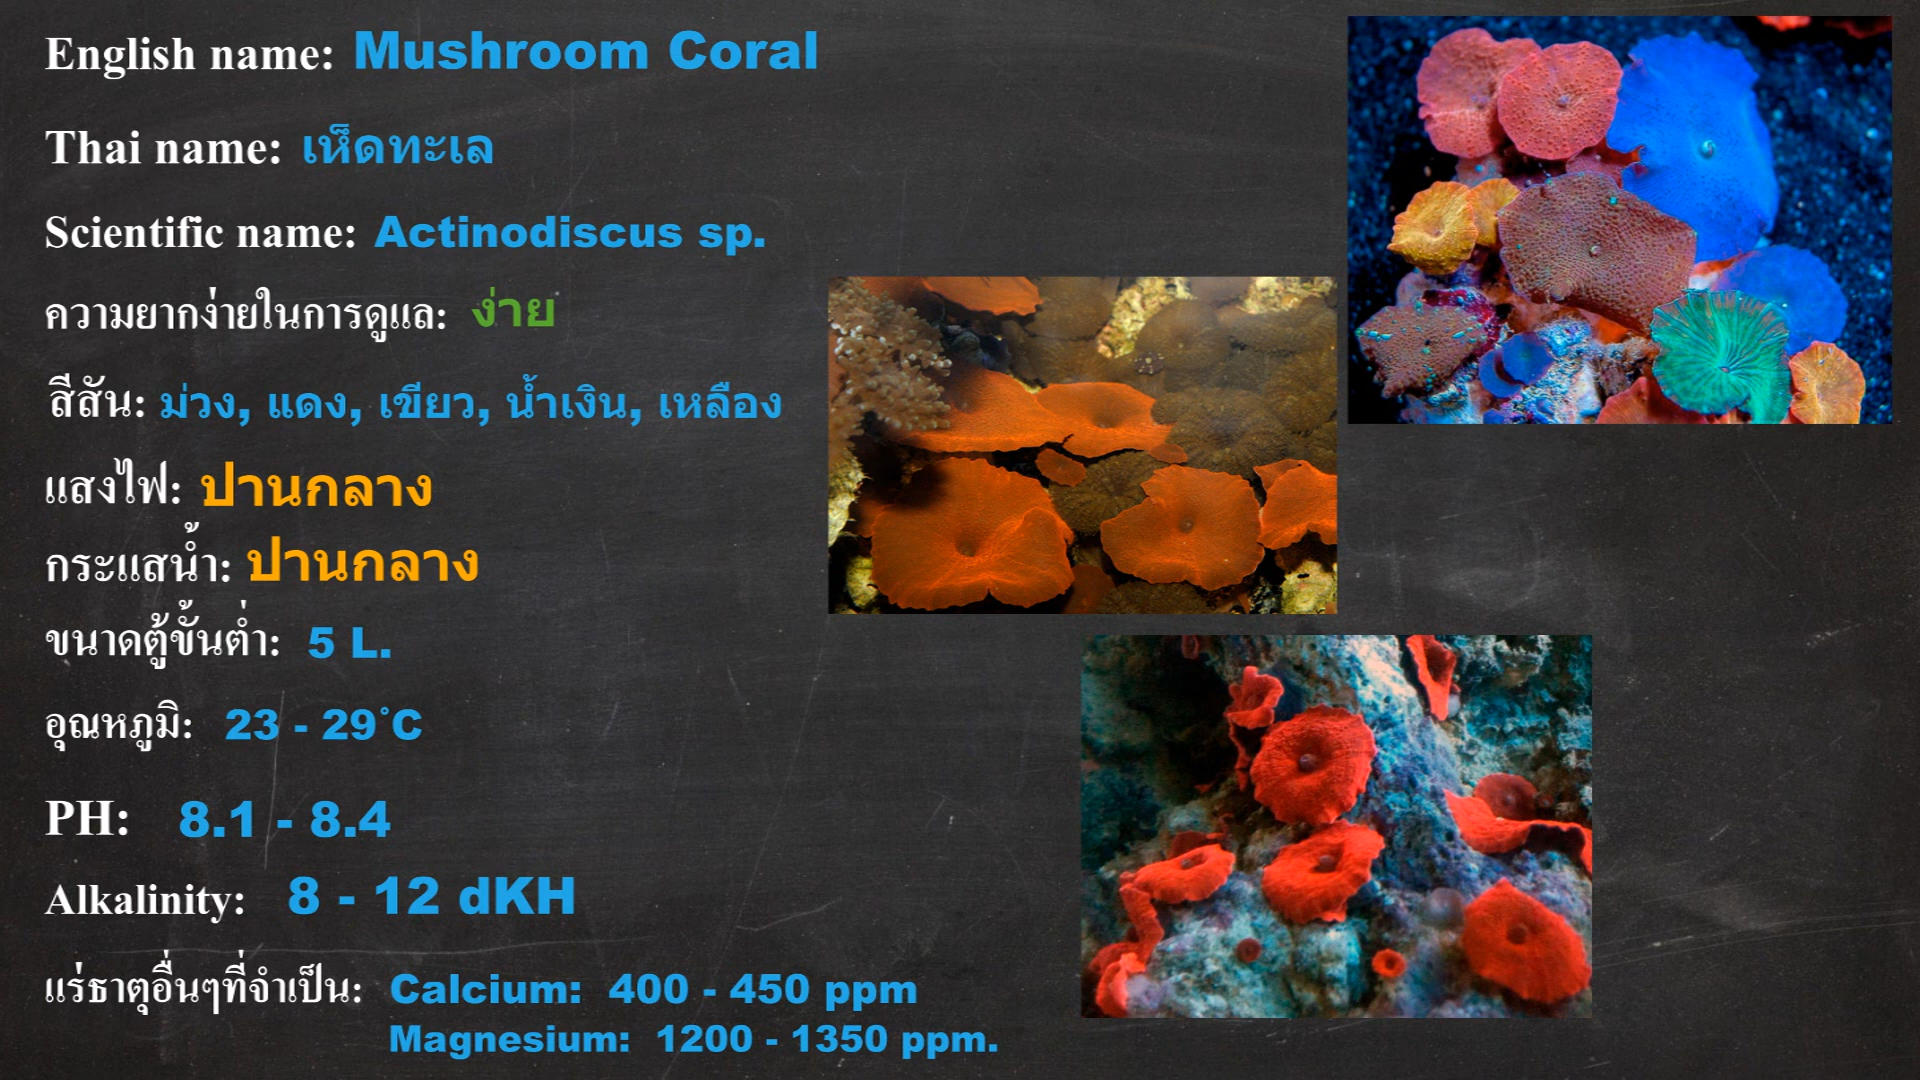 English name: Mushroom Coral
Thai name: เห็ดทะเล
Scientific name: Actinodiscus sp.
ความยากง่ายในการดูแล: ง่าย
สีสัน: ม่วง, แดง, เขียว, น้ำเงิน, เหลือง
แสงไฟ: ปานกลาง
กระแสน้ำ: ปานกลาง
ขนาดตู้ขั้นต่ำ: 5 L.
อุณหภูมิ: 23 - 29°C
PH: 8.1 - 8.4
Alkalinity: 8 - 12 dKH
แร่ธาตุอื่นๆที่จำเป็น: Calcium: 400 - 450 ppm
Magnesium: 1200 - 1350 ppm.